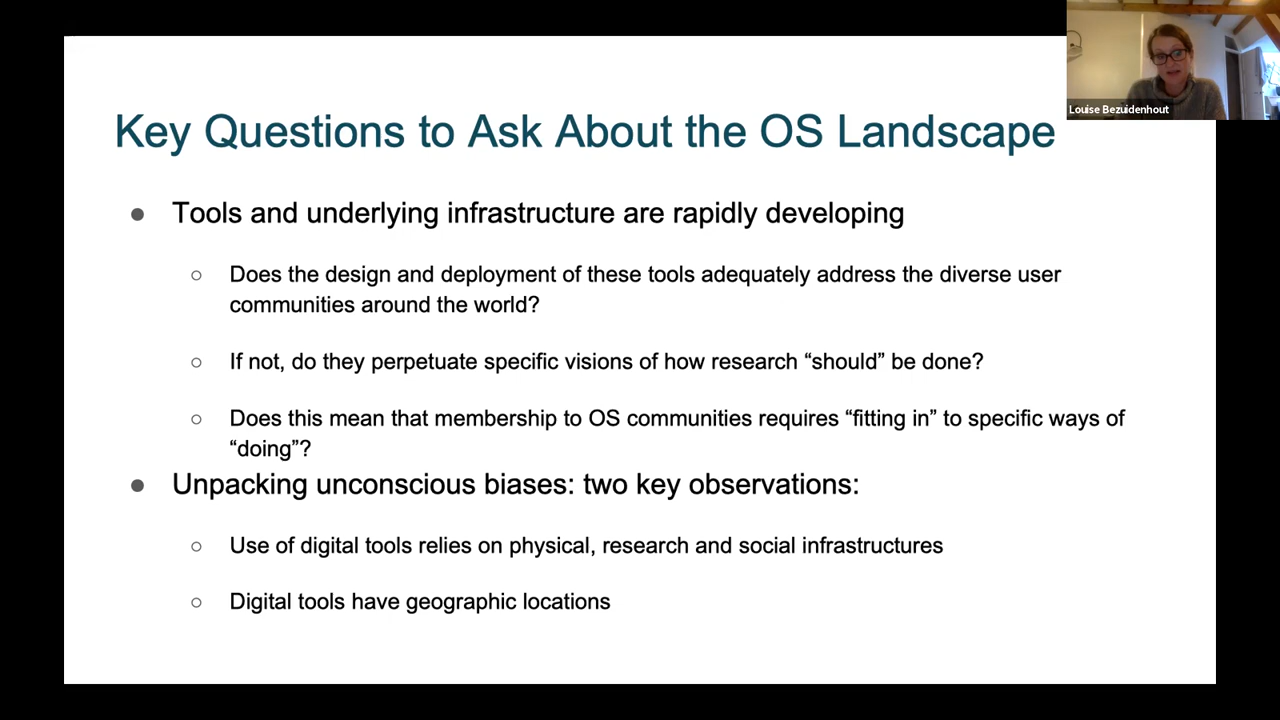 Louise Bezuidenhout
Key Questions to Ask About the OS Landscape
● Tools and underlying infrastructure are rapidly developing
○ Does the design and deployment of these tools adequately address the diverse user
communities around the world?
○ If not, do they perpetuate specific visions of how research “should” be done?
○ Does this mean that membership to OS communities requires “fitting in” to specific ways of
“doing”?
● Unpacking unconscious biases: two key observations:
○ Use of digital tools relies on physical, research and social infrastructures
○ Digital tools have geographic locations